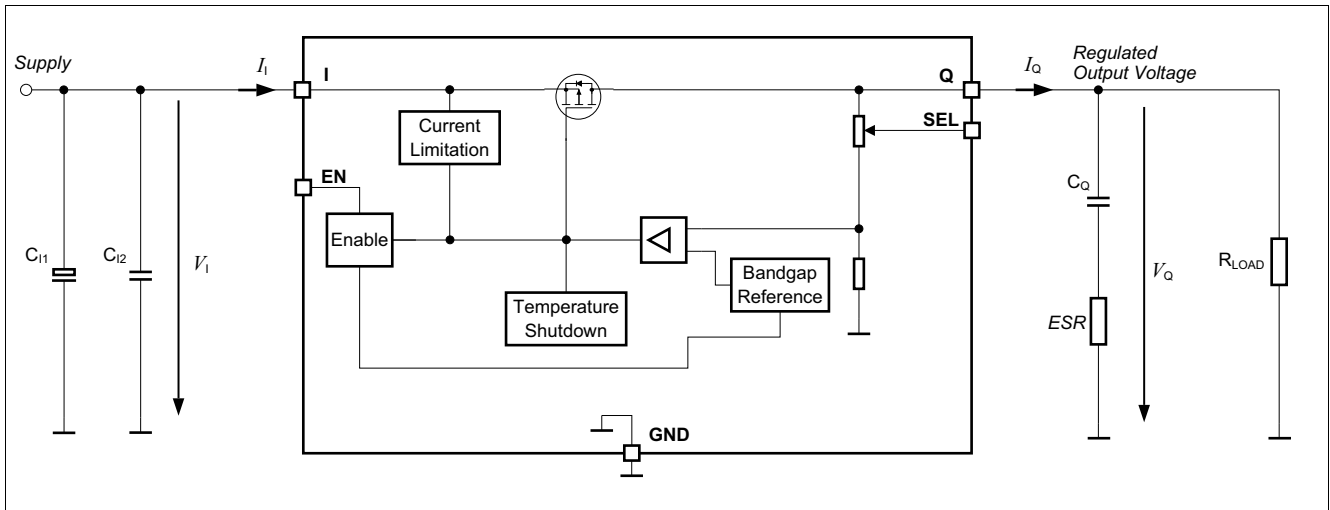 Supply
I_I
I
Q
I_Q
Regulated
Output Voltage
Current
Limitation
SEL
EN
C_Q
Enable
C_I1
C_I2
V_I
Bandgap
Reference
V_Q
R_LOAD
Temperature
Shutdown
ESR
GND